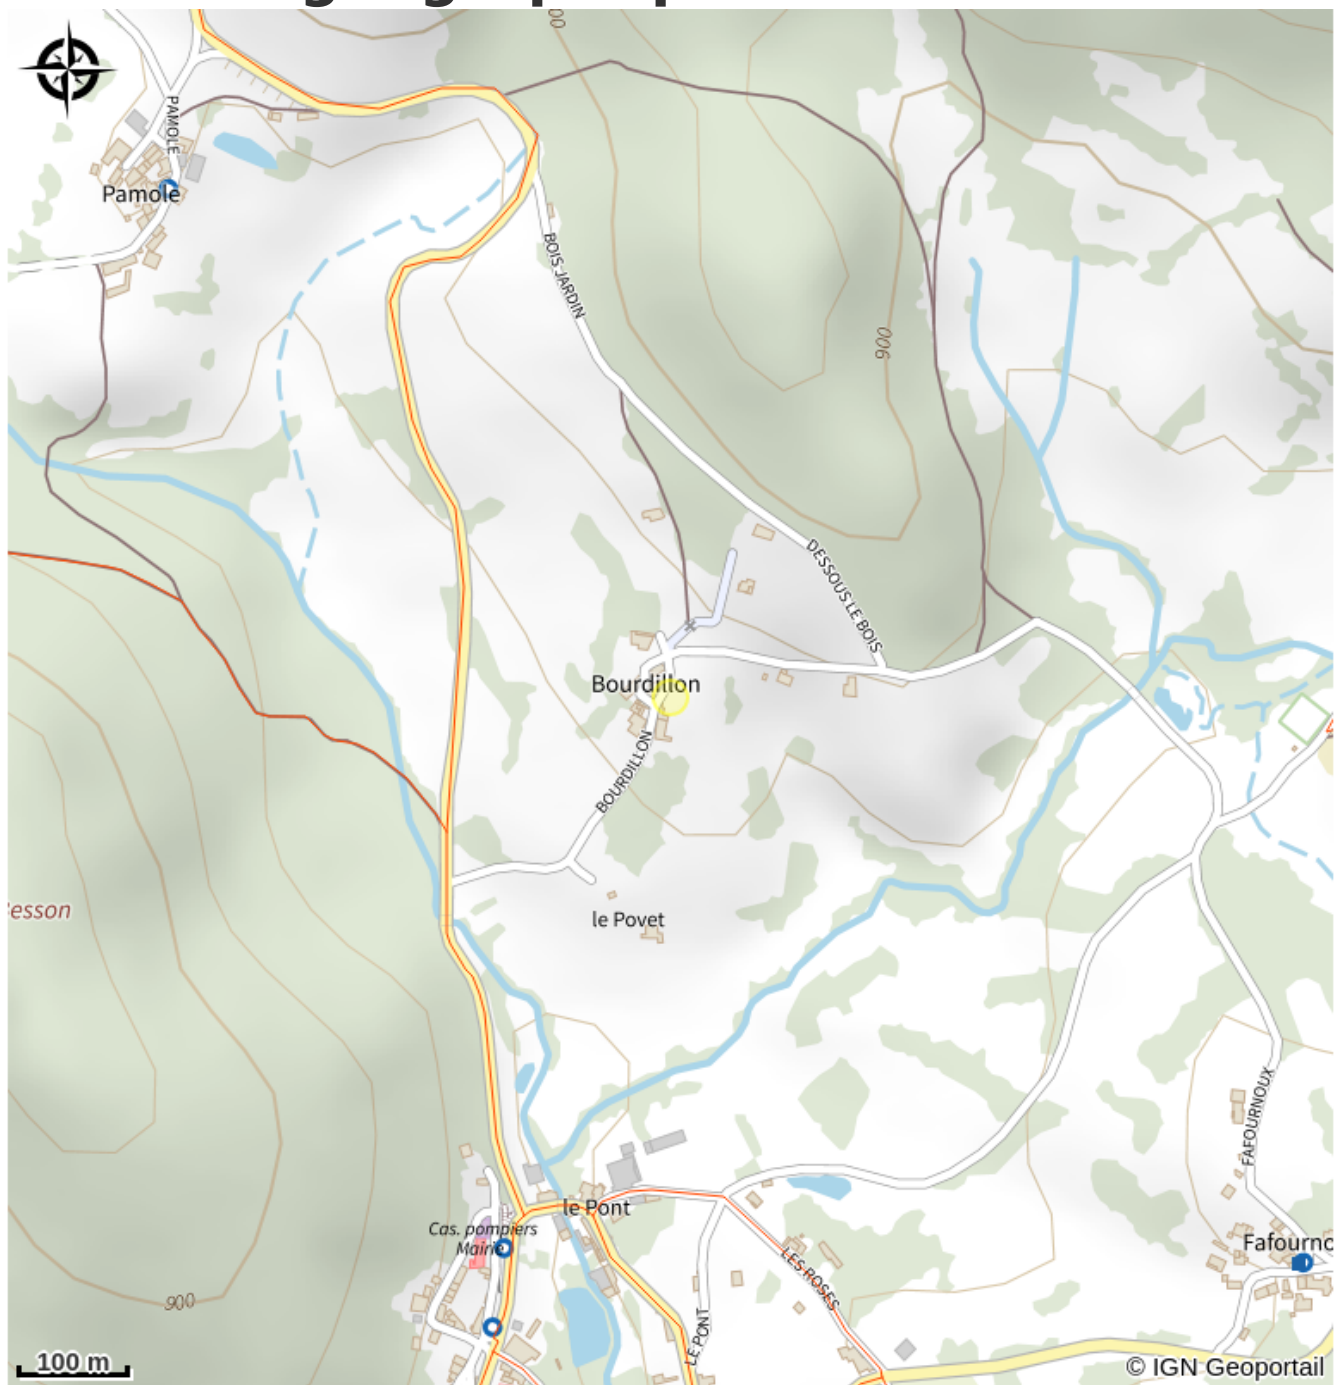 PAMOLE
Pamole
BOIS JARDIN
900
DESSOUS LE BOIS
Bourdillon
BOURDILLON
esson
le Povet
FAFOURNOUX
le Pont
Cas. pompiers
Mairie
Fafourno
LES ROSES
900
LE PONT
100 m
© IGN Geoportail